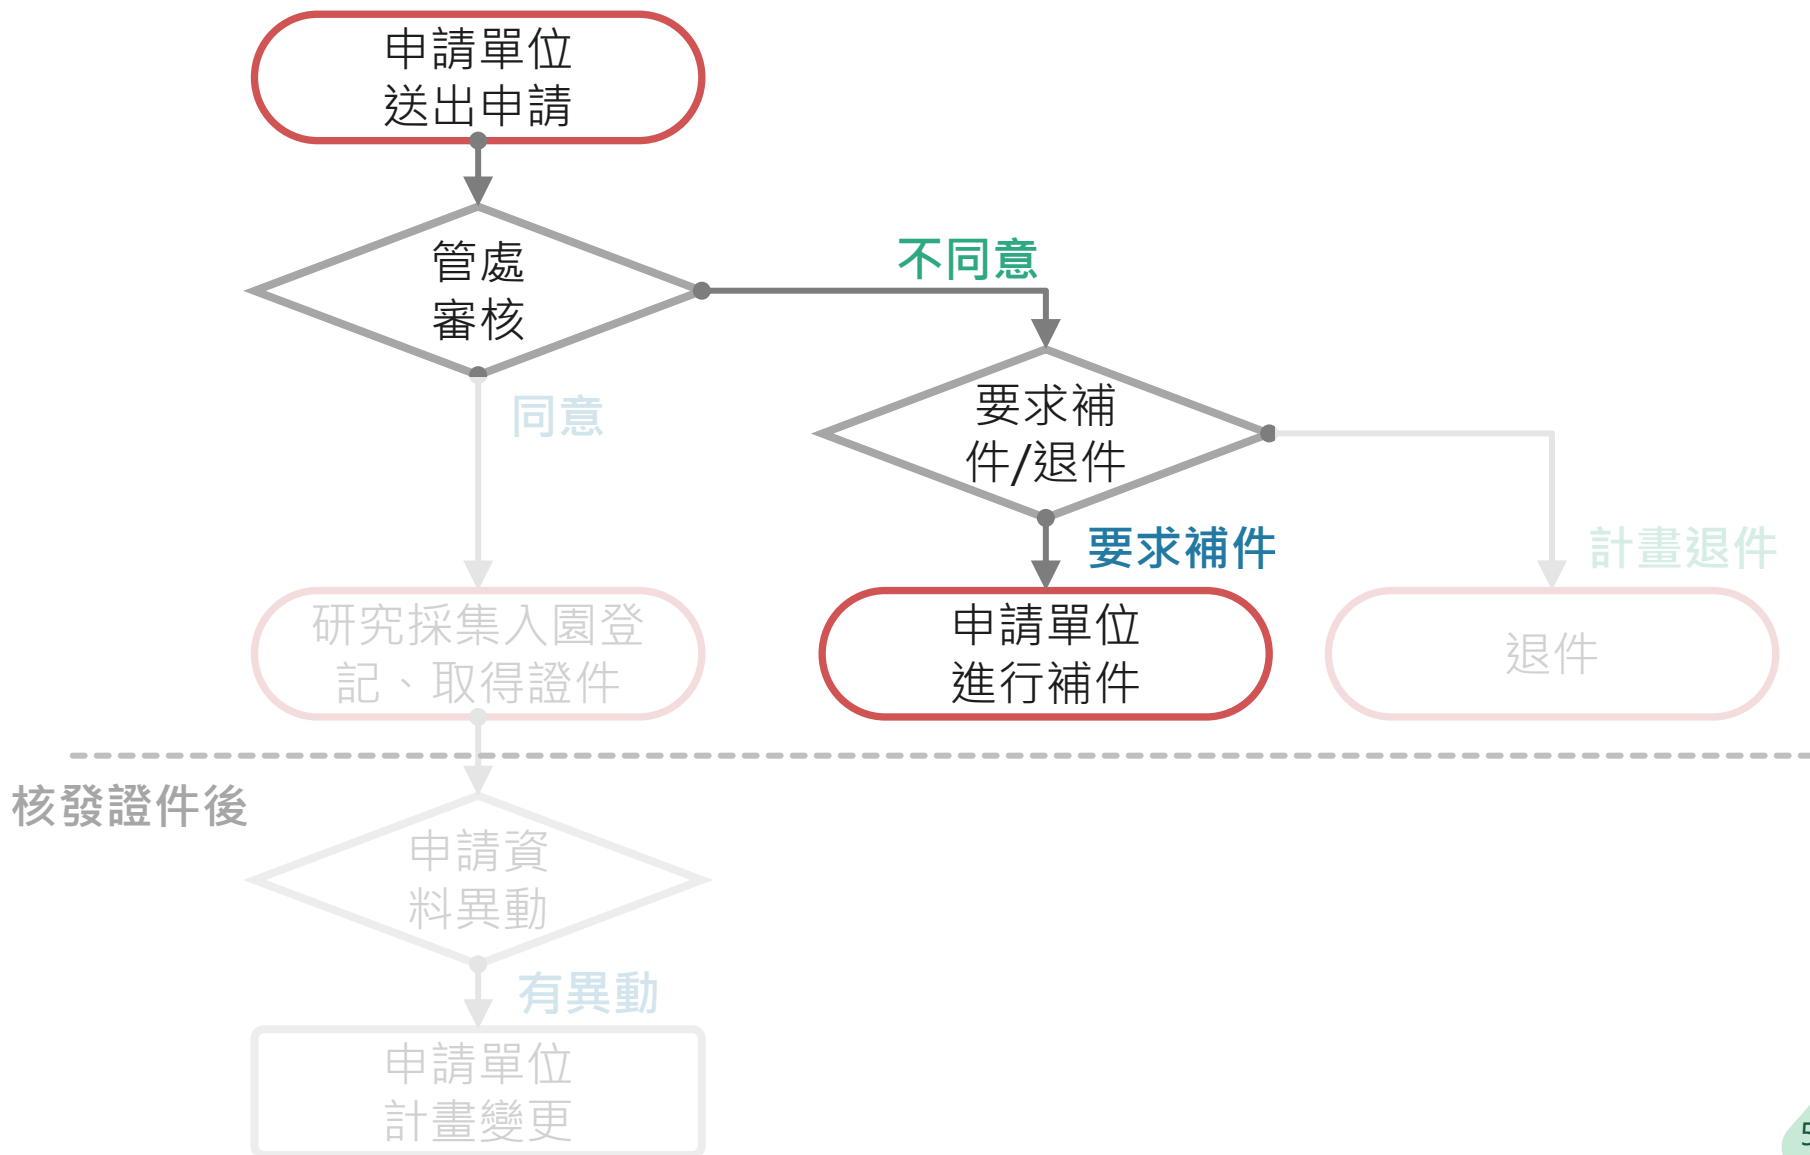 申請單位
送出申請
管處
審核
不同意
同意
要求補
件/退件
要求補件
計畫退件
研究採集入園登
記、取得證件
申請單位
進行補件
退件
核發證件後
申請資
料異動
有異動
申請單位
計畫變更